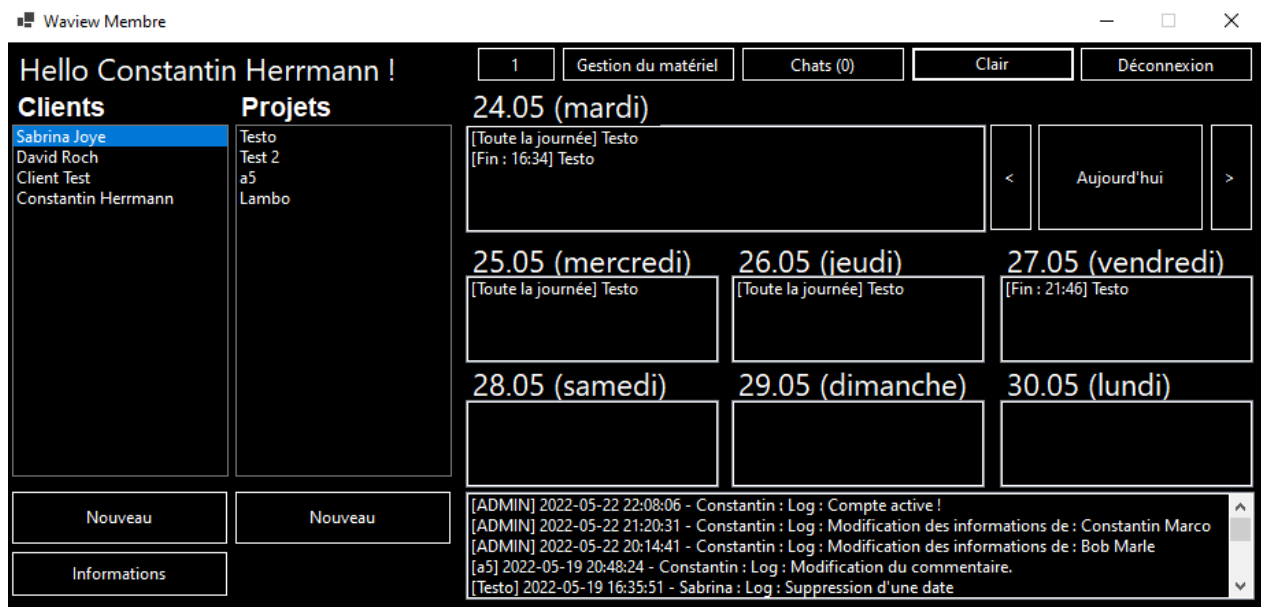 Waview Membre
Hello Constantin Herrmann !
1
Gestion du matériel
Chats (0)
Clair
Déconnexion
Clients
Sabrina Joye
David Roch
Client Test
Constantin Herrmann
Nouveau
Informations
Projets
Testo
Test 2
a5
Lambo
Nouveau
24.05 (mardi)
[Toute la journée] Testo
[Fin : 16:34] Testo
<
Aujourd'hui
>
25.05 (mercredi)
[Toute la journée] Testo
26.05 (jeudi)
[Toute la journée] Testo
27.05 (vendredi)
[Fin : 21:46] Testo
28.05 (samedi)
29.05 (dimanche)
30.05 (lundi)
[ADMIN] 2022-05-22 22:08:06 - Constantin : Log : Compte active !
[ADMIN] 2022-05-22 21:20:31 - Constantin : Log : Modification des informations de : Constantin Marco
[ADMIN] 2022-05-22 20:14:41 - Constantin : Log : Modification des informations de : Bob Marle
[a5] 2022-05-19 20:48:24 - Constantin : Log : Modification du commentaire.
[Testo] 2022-05-19 16:35:51 - Sabrina : Log : Suppression d'une date